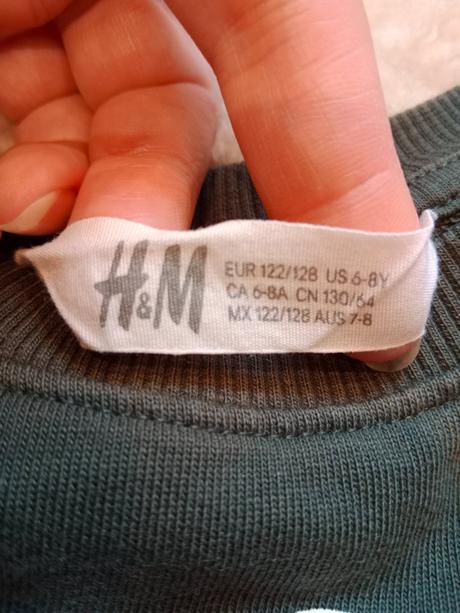 H&M
EUR 122/128 US 6-8Y
CA 6-8A CN 130/64
MX 122/128 AUS 7-8